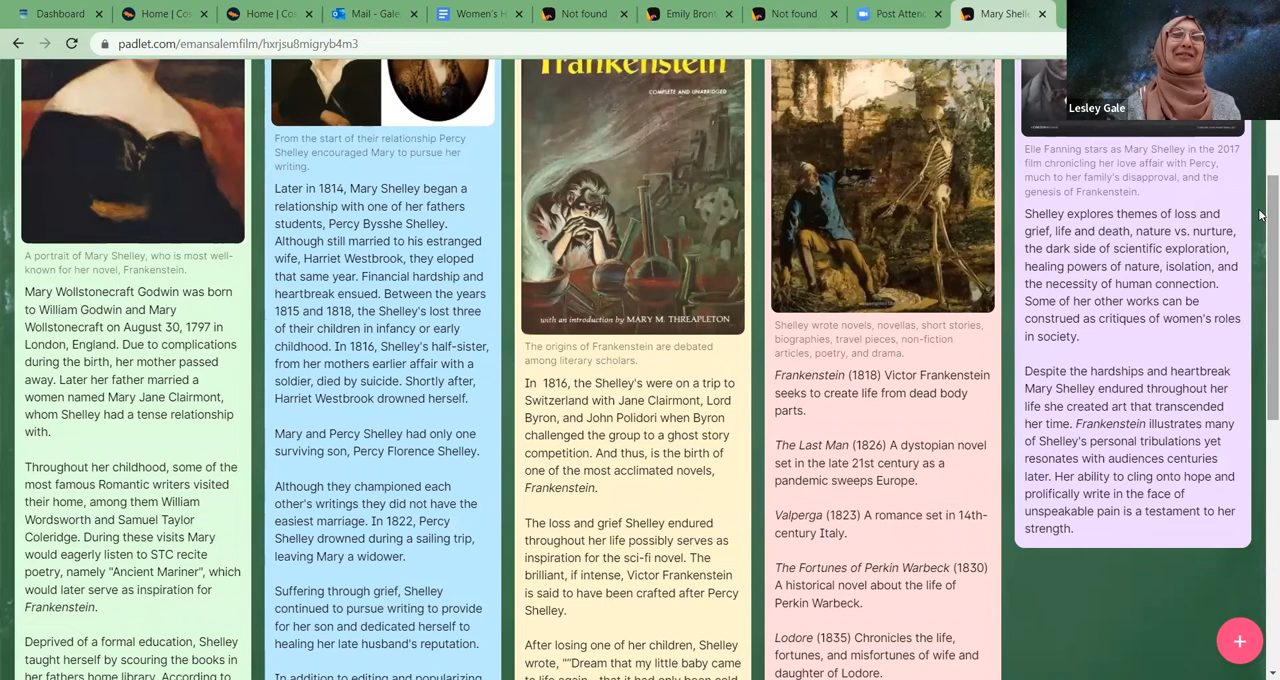 Dashboard
Home | Cos
Home | Cos
Mail - Gale,
Women's H
Not found
Emily Bront
Not found
Post Attend
Mary Shelle
padlet.com/emansalemfilm/hxrjsu8migryb4m3
Lesley Gale
A portrait of Mary Shelley, who is most well-
known for her novel, Frankenstein.
Mary Wollstonecraft Godwin was born
to William Godwin and Mary
Wollstonecraft on August 30, 1797 in
London, England. Due to complications
during the birth, her mother passed
away. Later her father married a
women named Mary Jane Clairmont,
whom Shelley had a tense relationship
with.
Throughout her childhood, some of the
most famous Romantic writers visited
their home, among them William
Wordsworth and Samuel Taylor
Coleridge. During these visits Mary
would eagerly listen to STC recite
poetry, namely "Ancient Mariner", which
would later serve as inspiration for
Frankenstein.
Deprived of a formal education, Shelley
taught herself by scouring the books in
her fathers home library. According to
From the start of their relationship Percy
Shelley encouraged Mary to pursue her
writing.
Later in 1814, Mary Shelley began a
relationship with one of her fathers
students, Percy Bysshe Shelley.
Although still married to his estranged
wife, Harriet Westbrook, they eloped
that same year. Financial hardship and
heartbreak ensued. Between the years
1815 and 1818, the Shelley's lost three
of their children in infancy or early
childhood. In 1816, Shelley's half-sister,
from her mothers earlier affair with a
soldier, died by suicide. Shortly after,
Harriet Westbrook drowned herself.
Mary and Percy Shelley had only one
surviving son, Percy Florence Shelley.
Although they championed each
other's writings they did not have the
easiest marriage. In 1822, Percy
Shelley drowned during a sailing trip,
leaving Mary a widower.
Suffering through grief, Shelley
continued to pursue writing to provide
for her son and dedicated herself to
healing her late husband's reputation.
In addition to editing and popularizing
Frankenstein
COMPLETE AND UNABRIDGED
with an introduction by MARY M. THREAPLETON
The origins of Frankenstein are debated
among literary scholars.
In 1816, the Shelley's were on a trip to
Switzerland with Jane Clairmont, Lord
Byron, and John Polidori when Byron
challenged the group to a ghost story
competition. And thus, is the birth of
one of the most acclimated novels,
Frankenstein.
The loss and grief Shelley endured
throughout her life possibly serves as
inspiration for the sci-fi novel. The
brilliant, if intense, Victor Frankenstein
is said to have been crafted after Percy
Shelley.
After losing one of her children, Shelley
wrote, ""Dream that my little baby came
to life again - that it had only been cold
Shelley wrote novels, novellas, short stories,
biographies, travel pieces, non-fiction
articles, poetry, and drama.
Frankenstein (1818) Victor Frankenstein
seeks to create life from dead body
parts.
The Last Man (1826) A dystopian novel
set in the late 21st century as a
pandemic sweeps Europe.
Valperga (1823) A romance set in 14th-
century Italy.
The Fortunes of Perkin Warbeck (1830)
A historical novel about the life of
Perkin Warbeck.
Lodore (1835) Chronicles the life,
fortunes, and misfortunes of wife and
daughter of Lodore.
Elle Fanning stars as Mary Shelley in the 2017
film chronicling her love affair with Percy,
much to her family's disapproval, and the
genesis of Frankenstein.
Shelley explores themes of loss and
grief, life and death, nature vs. nurture,
the dark side of scientific exploration,
healing powers of nature, isolation, and
the necessity of human connection.
Some of her other works can be
construed as critiques of women's roles
in society.
Despite the hardships and heartbreak
Mary Shelley endured throughout her
life she created art that transcended
her time. Frankenstein illustrates many
of Shelley's personal tribulations yet
resonates with audiences centuries
later. Her ability to cling onto hope and
prolifically write in the face of
unspeakable pain is a testament to her
strength.